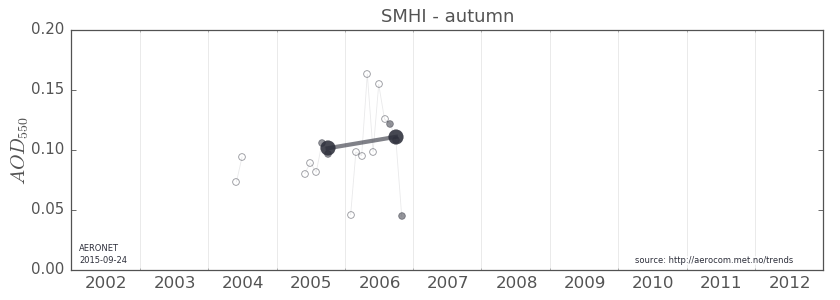 SMHI - autumn
0.20
0.15
0.10
0.05
0.00
AOD550
AERONET
2015-09-24
source: http://aerocom.met.no/trends
2002 2003 2004 2005 2006 2007 2008 2009 2010 2011 2012